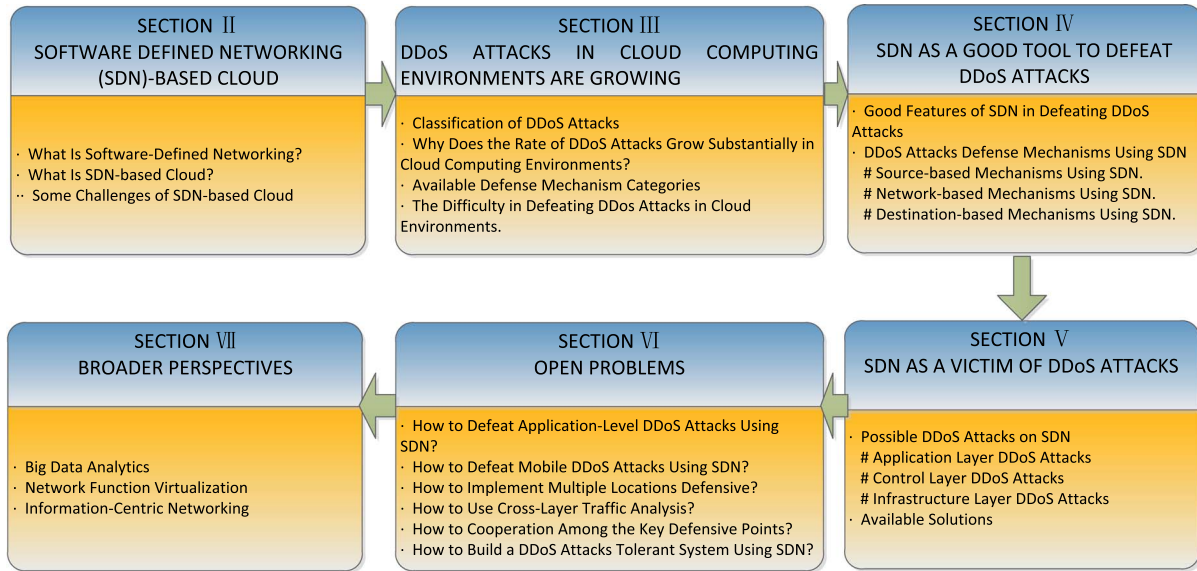 SECTION Ⅱ
SOFTWARE DEFINED NETWORKING
(SDN)-BASED CLOUD
· What Is Software-Defined Networking?
· What Is SDN-based Cloud?
·· Some Challenges of SDN-based Cloud
SECTION Ⅲ
DDoS ATTACKS IN CLOUD COMPUTING
ENVIRONMENTS ARE GROWING
· Classification of DDoS Attacks
· Why Does the Rate of DDoS Attacks Grow Substantially in
Cloud Computing Environments?
· Available Defense Mechanism Categories
· The Difficulty in Defeating DDos Attacks in Cloud
Environments.
SECTION Ⅳ
SDN AS A GOOD TOOL TO DEFEAT
DDoS ATTACKS
· Good Features of SDN in Defeating DDoS
Attacks
· DDoS Attacks Defense Mechanisms Using SDN
# Source-based Mechanisms Using SDN.
# Network-based Mechanisms Using SDN.
# Destination-based Mechanisms Using SDN.
SECTION Ⅴ
SDN AS A VICTIM OF DDoS ATTACKS
· Possible DDoS Attacks on SDN
# Application Layer DDoS Attacks
# Control Layer DDoS Attacks
# Infrastructure Layer DDoS Attacks
· Available Solutions
SECTION Ⅵ
OPEN PROBLEMS
· How to Defeat Application-Level DDoS Attacks Using
SDN?
· How to Defeat Mobile DDoS Attacks Using SDN?
· How to Implement Multiple Locations Defensive?
· How to Use Cross-Layer Traffic Analysis?
· How to Cooperation Among the Key Defensive Points?
· How to Build a DDoS Attacks Tolerant System Using SDN?
SECTION Ⅶ
BROADER PERSPECTIVES
· Big Data Analytics
· Network Function Virtualization
· Information-Centric Networking